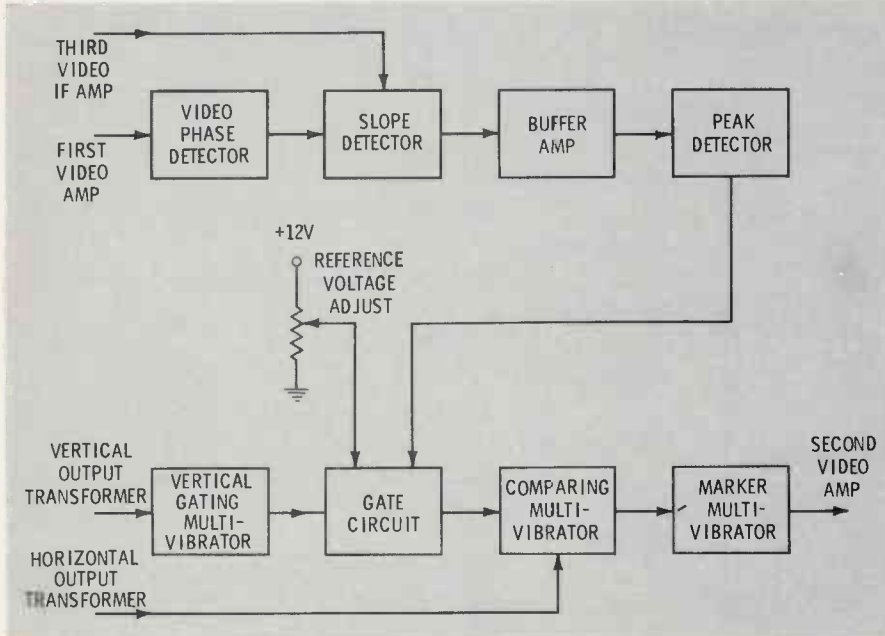 THIRD
VIDEO
IF AMP
FIRST
VIDEO
AMP
VIDEO
PHASE
DETECTOR
SLOPE
DETECTOR
BUFFER
AMP
PEAK
DETECTOR
+12V
REFERENCE
VOLTAGE
ADJUST
VERTICAL
OUTPUT
TRANSFORMER
HORIZONTAL
OUTPUT
TRANSFORMER
VERTICAL
GATING
MULTI-
VIBRATOR
GATE
CIRCUIT
COMPARING
MULTI-
VIBRATOR
MARKER
MULTI-
VIBRATOR
SECOND
VIDEO
AMP